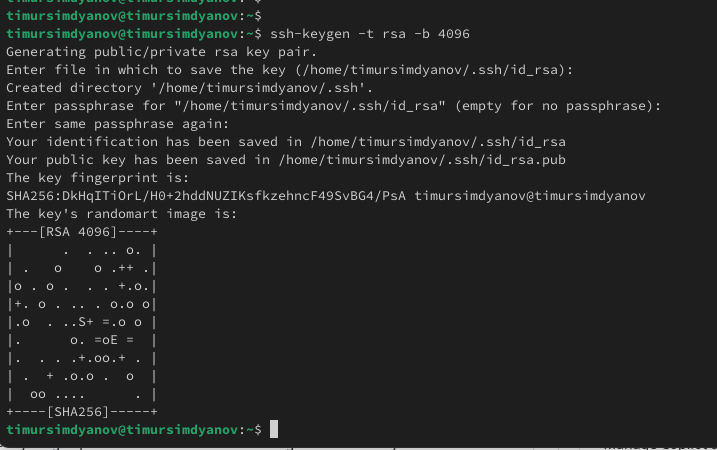 timursimdyanov@timursimdyanov:~$
timursimdyanov@timursimdyanov:~$ ssh-keygen -t rsa -b 4096
Generating public/private rsa key pair.
Enter file in which to save the key (/home/timursimdyanov/.ssh/id_rsa):
Created directory '/home/timursimdyanov/.ssh'.
Enter passphrase for "/home/timursimdyanov/.ssh/id_rsa" (empty for no passphrase):
Enter same passphrase again:
Your identification has been saved in /home/timursimdyanov/.ssh/id_rsa
Your public key has been saved in /home/timursimdyanov/.ssh/id_rsa.pub
The key fingerprint is:
SHA256:DkHqITiOrL/H0+2hddNUZIKsfkzehncF49SvBG4/PsA timursimdyanov@timursimdyanov
The key's randomart image is:
+---[RSA 4096]----+
|      .  . .. o. |
| .   o    o .++ .|
|o . o .  . . +.o.|
|+. o . .. . o.o o|
|.o  . ..S+ =.o o |
|.      o. =oE =  |
|.  . . .+.oo.+ . |
| .  + .o.o .  o  |
|  oo ....      . |
+----[SHA256]-----+
timursimdyanov@timursimdyanov:~$